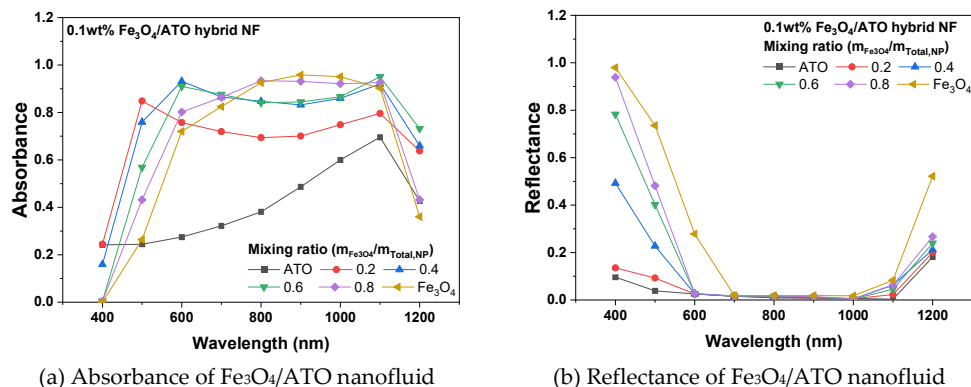 0.1wt% Fe₃O₄/ATO hybrid NF
1.2
1.0
0.8
0.6
0.4
0.2
0.0
Absorbance
Mixing ratio (m_Fe3O4/m_Total,NP)
ATO 0.2 0.4
0.6 0.8 Fe₃O₄
400 600 800 1000 1200
Wavelength (nm)
(a) Absorbance of Fe₃O₄/ATO nanofluid
0.1wt% Fe₃O₄/ATO hybrid NF
Mixing ratio (m_Fe3O4/m_Total,NP)
ATO 0.2 0.4
0.6 0.8 Fe₃O₄
1.2
1.0
0.8
0.6
0.4
0.2
0.0
Reflectance
400 600 800 1000 1200
Wavelength (nm)
(b) Reflectance of Fe₃O₄/ATO nanofluid